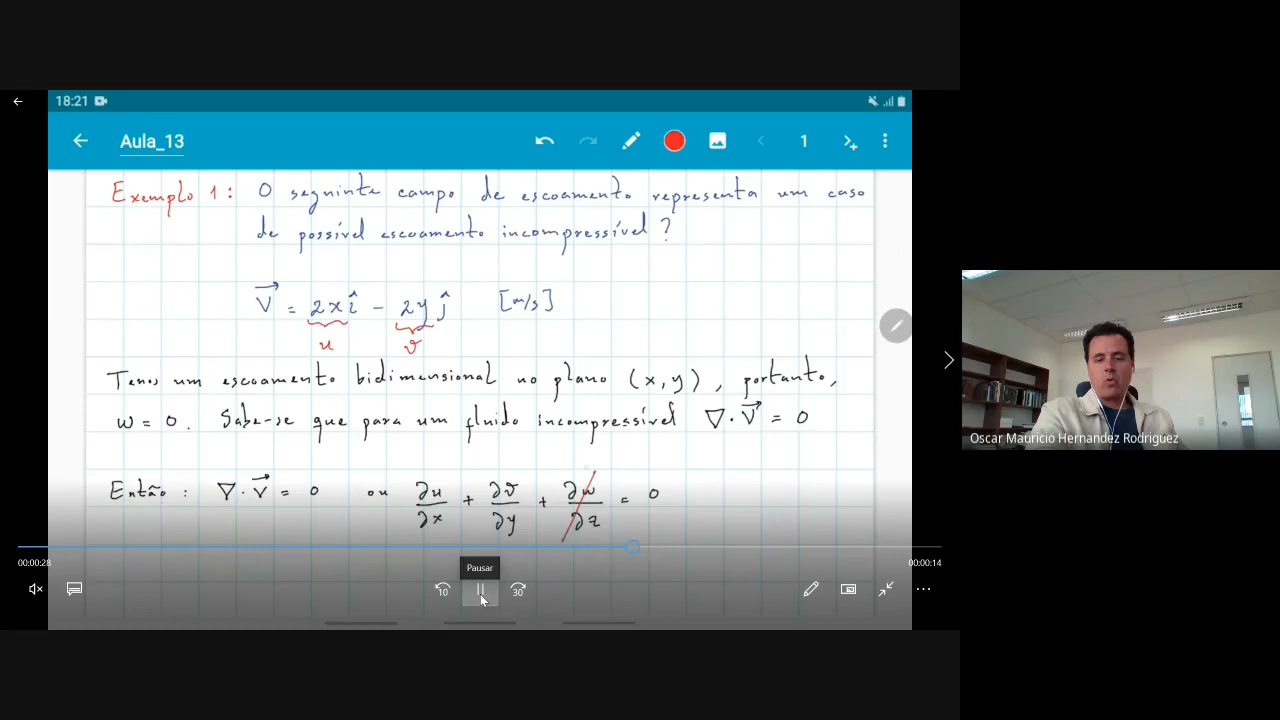 18:21
Aula_13
1
Exemplo 1: O seguinte campo de escoamento representa um caso
de possível escoamento incompressível?
V = 2xî - 2yĵ [m/s]
u v
Temos um escoamento bidimensional no plano (x,y), portanto,
w = 0. Sabe-se que para um fluido incompressível ∇·V = 0
Oscar Mauricio Hernandez Rodriguez
Então: ∇·V = 0 ou ∂u/∂x + ∂v/∂y + ∂w/∂z = 0
00:00:28
00:00:14
Pausar
10
30